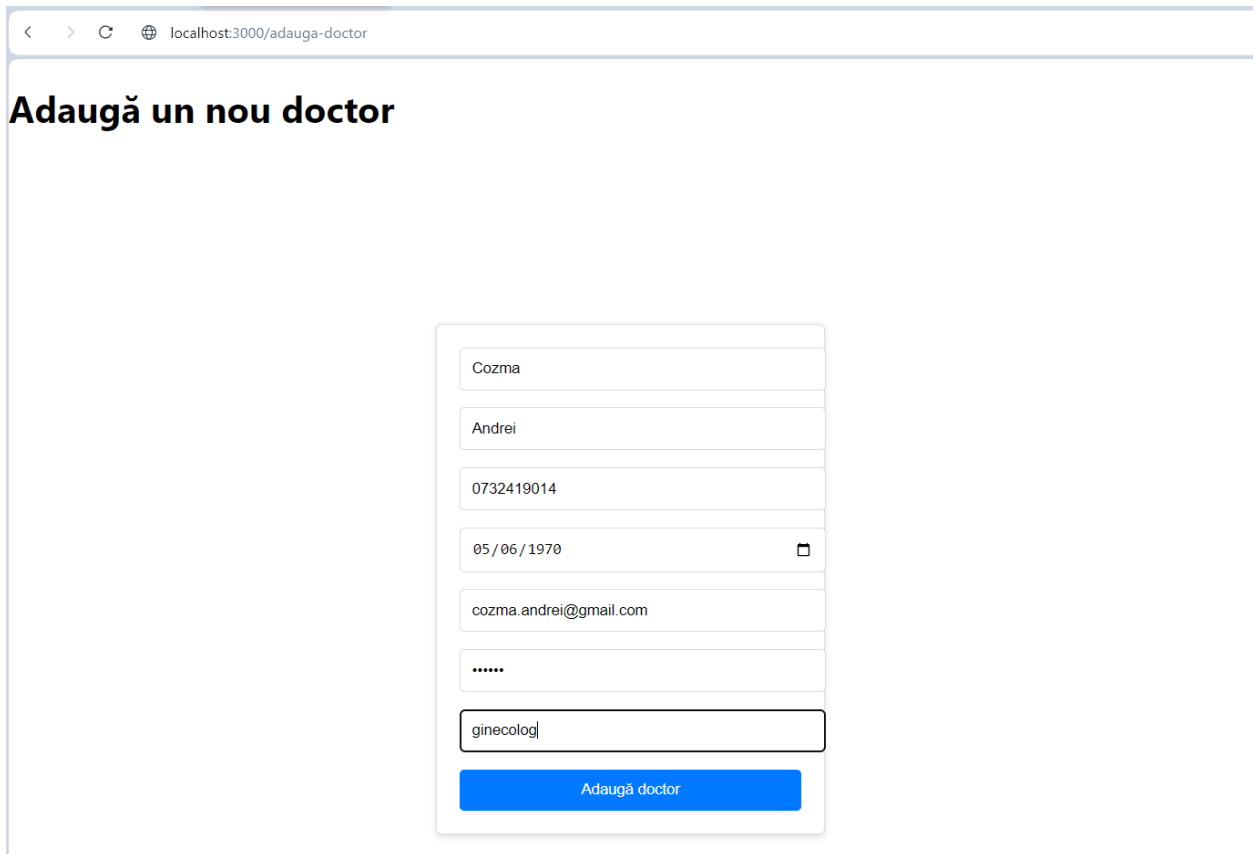 localhost:3000/adauga-doctor
Adaugă un nou doctor
Cozma
Andrei
0732419014
05/06/1970
cozma.andrei@gmail.com
••••••
ginecolog
Adaugă doctor